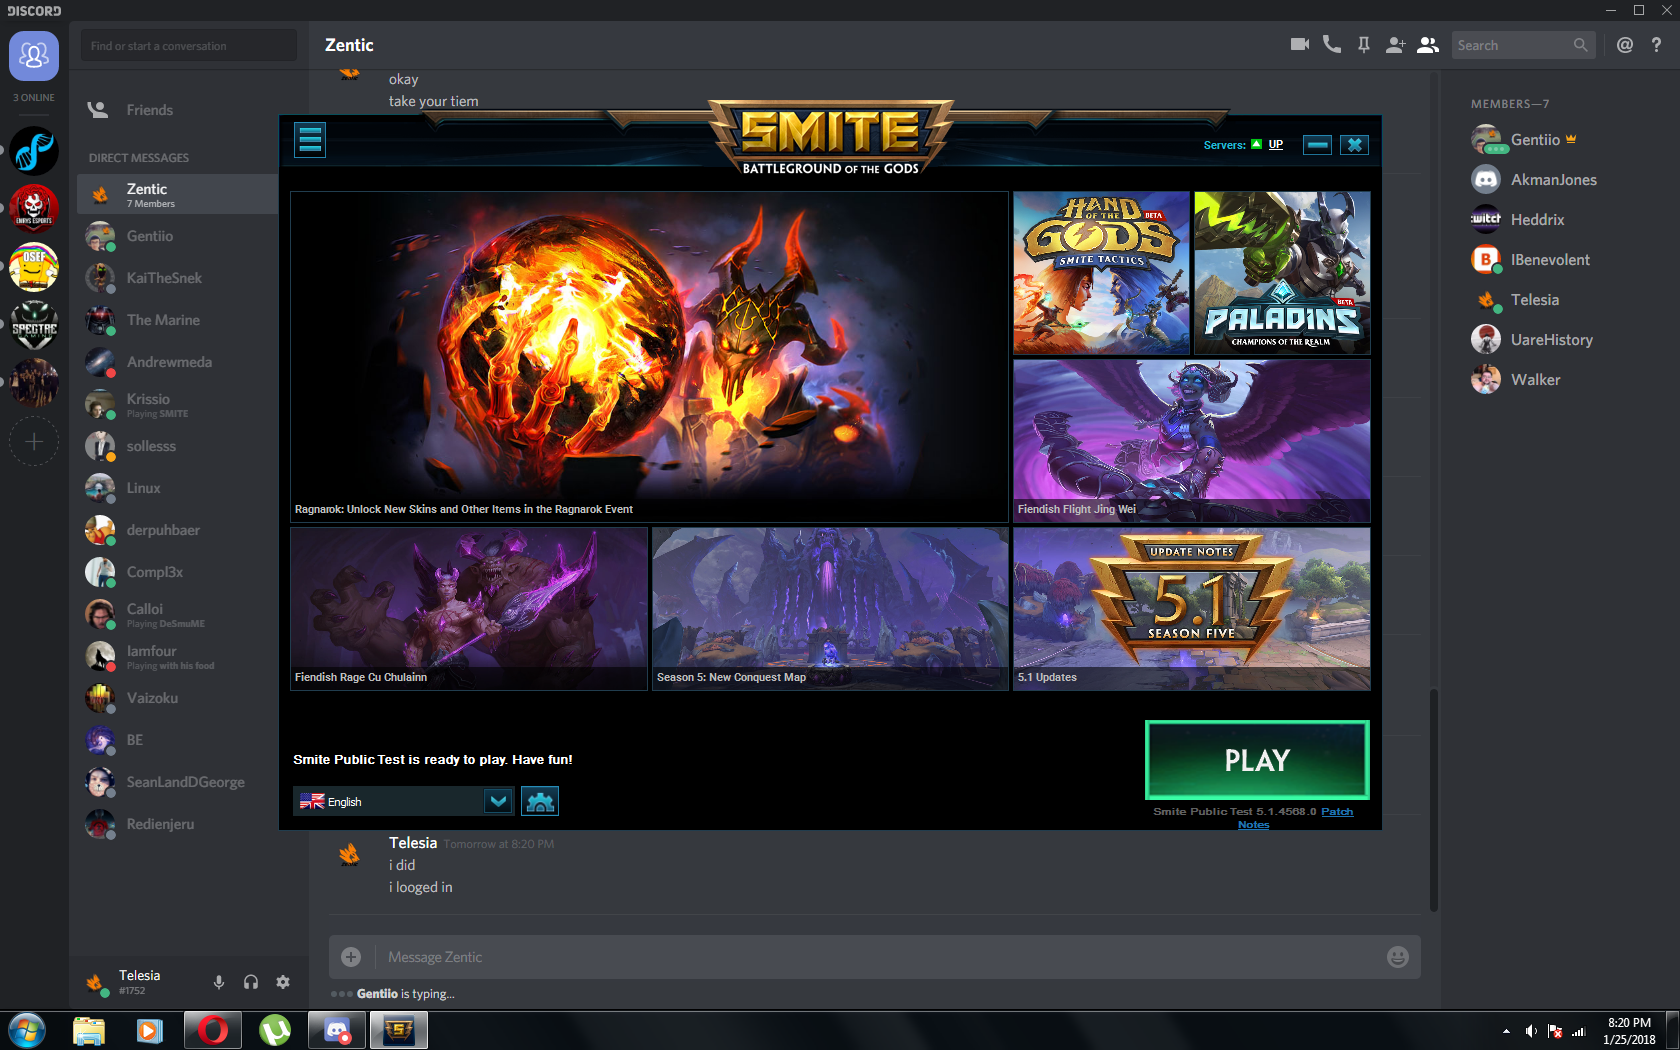 DISCORD
Find or start a conversation
3 ONLINE
Friends
DIRECT MESSAGES
Zentic
7 Members
Gentiio
KaiTheSnek
The Marine
Andrewmeda
Krissio
Playing SMITE
sollesss
Linux
derpuhbaer
Compl3x
Calloi
Playing DeSmuME
Iamfour
Playing with his food
Vaizoku
BE
SeanLandDGeorge
Redienjeru
Telesia
#1752
EMRYS ESPORTS
DSEF
SPECTRE
Zentic
Search
okay
take your tiem
SMITE
BATTLEGROUND OF THE GODS
Servers: UP
Ragnarok: Unlock New Skins and Other Items in the Ragnarok Event
HAND OF THE GODS
BETA
SMITE TACTICS
PALADINS
BETA
CHAMPIONS OF THE REALM
Fiendish Flight Jing Wei
Fiendish Rage Cu Chulainn
Season 5: New Conquest Map
UPDATE NOTES
5.1
SEASON FIVE
5.1 Updates
Smite Public Test is ready to play. Have fun!
English
PLAY
Smite Public Test 5.1.4568.0 Patch
Notes
Telesia Tomorrow at 8:20 PM
i did
i looged in
Message Zentic
Gentiio is typing...
MEMBERS—7
Gentiio
AkmanJones
Heddrix
IBenevolent
Telesia
UareHistory
Walker
8:20 PM
1/25/2018